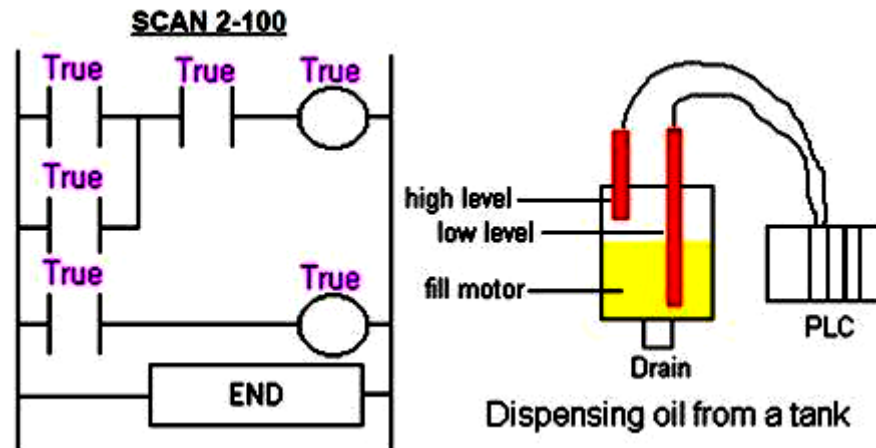 SCAN 2-100
True True True
True
True True
END
high level
low level
fill motor
PLC
Drain
Dispensing oil from a tank